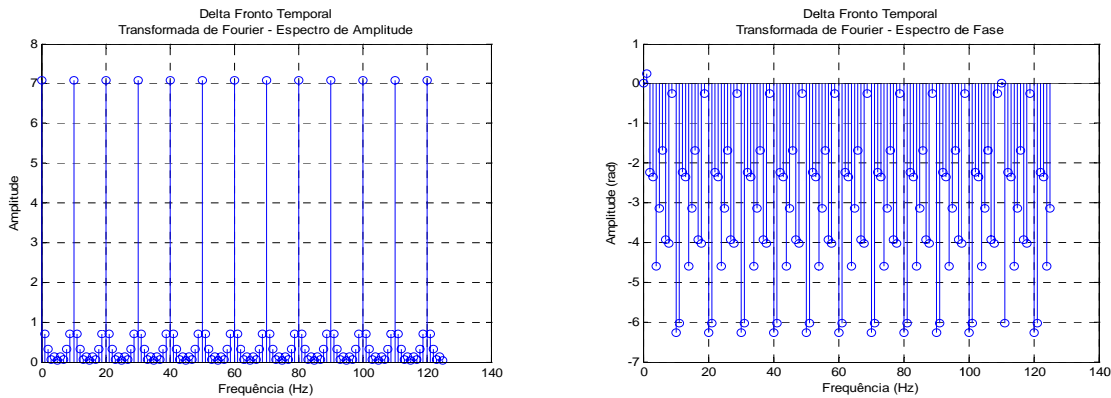 Delta Fronto Temporal
Transformada de Fourier - Espectro de Amplitude
8
7
6
5
4
3
2
1
0
Amplitude
0 20 40 60 80 100 120 140
Frequência (Hz)
Delta Fronto Temporal
Transformada de Fourier - Espectro de Fase
1
0
-1
-2
-3
-4
-5
-6
-7
Amplitude (rad)
0 20 40 60 80 100 120 140
Frequência (Hz)